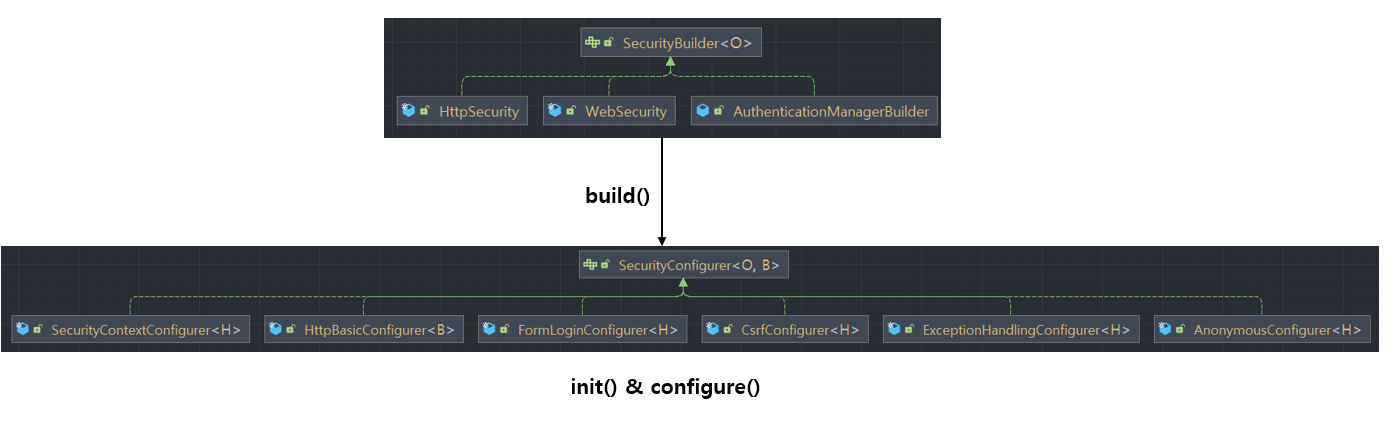 SecurityBuilder<O>
HttpSecurity WebSecurity AuthenticationManagerBuilder
build()
SecurityConfigurer<O, B>
SecurityContextConfigurer<H> HttpBasicConfigurer<B> FormLoginConfigurer<H> CsrfConfigurer<H> ExceptionHandlingConfigurer<H> AnonymousConfigurer<H>
init() & configure()